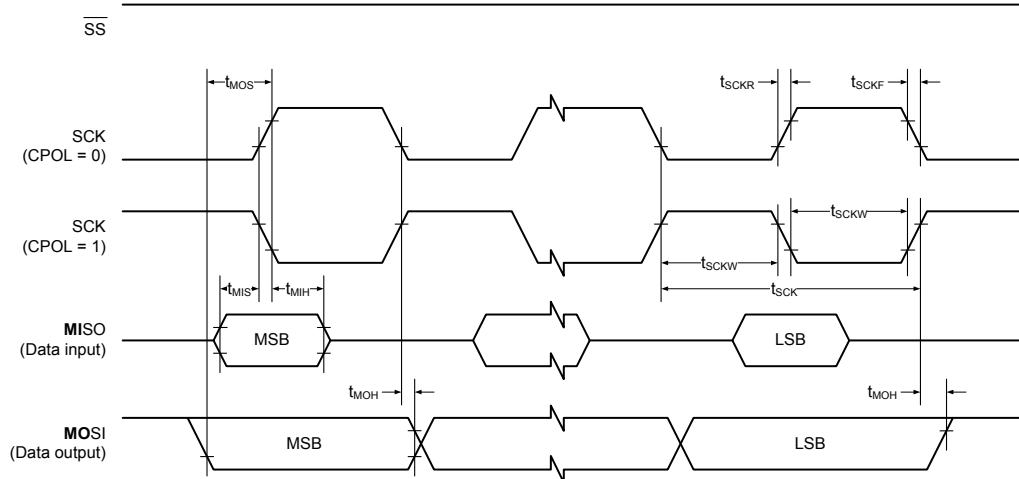 SS
tMOS
tSCKR
tSCKF
SCK
(CPOL = 0)
SCK
(CPOL = 1)
tSCKW
tSCKW
tSCK
tMIS
tMIH
MISO
(Data input)
MSB
LSB
tMOH
tMOH
MOSI
(Data output)
MSB
LSB